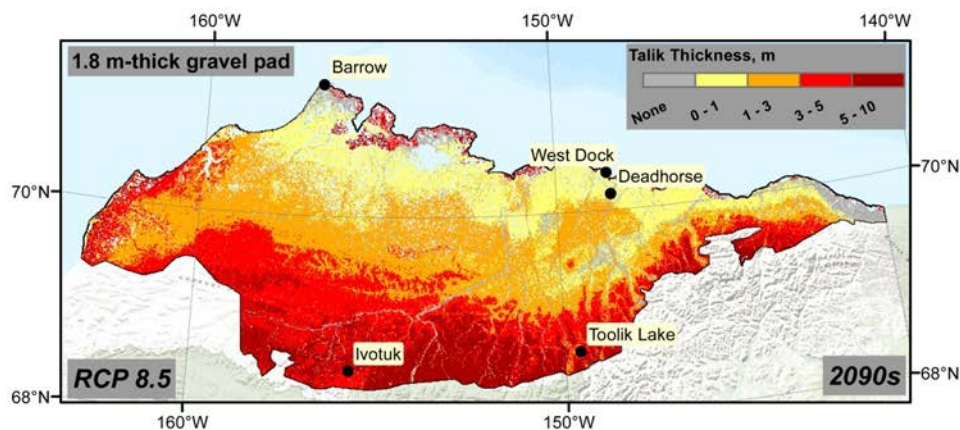 160°W
150°W
140°W
1.8 m-thick gravel pad
Barrow
Talik Thickness, m
None
0 - 1
1 - 3
3 - 5
5 - 10
West Dock
Deadhorse
70°N
70°N
Toolik Lake
Ivotuk
RCP 8.5
2090s
68°N
68°N
160°W
150°W